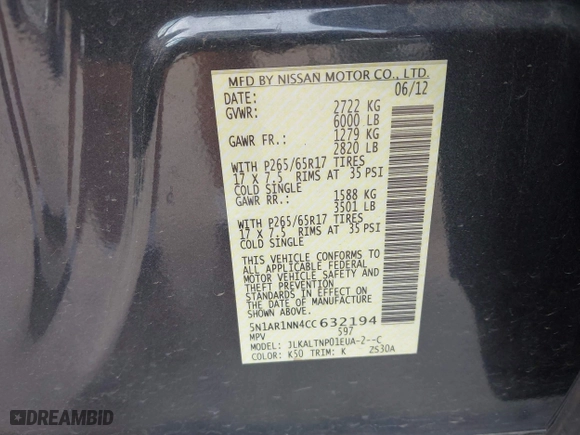 MFD BY NISSAN MOTOR CO., LTD.
DATE: 06/12
GVWR: 2722 KG
6000 LB
GAWR FR.: 1279 KG
2820 LB
WITH P265/65R17 TIRES
17 X 7.5 RIMS AT 35 PSI
COLD SINGLE
GAWR RR.: 1588 KG
3501 LB
WITH P265/65R17 TIRES
17 X 7.5 RIMS AT 35 PSI
COLD SINGLE
THIS VEHICLE CONFORMS TO
ALL APPLICABLE FEDERAL
MOTOR VEHICLE SAFETY AND
THEFT PREVENTION
STANDARDS IN EFFECT ON
THE DATE OF MANUFACTURE
SHOWN ABOVE.
5N1AR1NN4CC632194
MPV 597
MODEL: JLKALTNP01EUA-2--C
COLOR: K50 TRIM: K ZS30A
DREAMBID